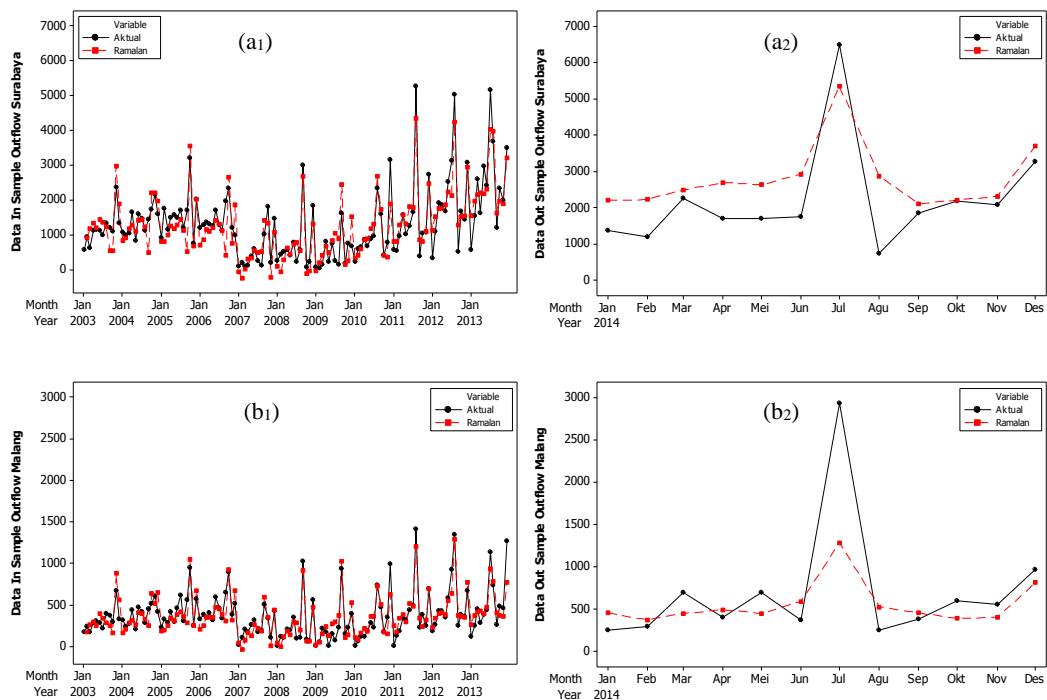 (a1)
Data In Sample Outflow Surabaya
7000
6000
5000
4000
3000
2000
1000
0
Variable
Aktual
Ramalan
Month Jan Jan Jan Jan Jan Jan Jan Jan Jan Jan Jan
Year 2003 2004 2005 2006 2007 2008 2009 2010 2011 2012 2013
(a2)
Data Out Sample Outflow Surabaya
7000
6000
5000
4000
3000
2000
1000
0
Variable
Aktual
Ramalan
Month Jan Feb Mar Apr Mei Jun Jul Agu Sep Okt Nov Des
Year 2014
(b1)
Data In Sample Outflow Malang
3000
2500
2000
1500
1000
500
0
Variable
Aktual
Ramalan
Month Jan Jan Jan Jan Jan Jan Jan Jan Jan Jan Jan
Year 2003 2004 2005 2006 2007 2008 2009 2010 2011 2012 2013
(b2)
Data Out Sample Outflow Malang
3000
2500
2000
1500
1000
500
0
Variable
Aktual
Ramalan
Month Jan Feb Mar Apr Mei Jun Jul Agu Sep Okt Nov Des
Year 2014